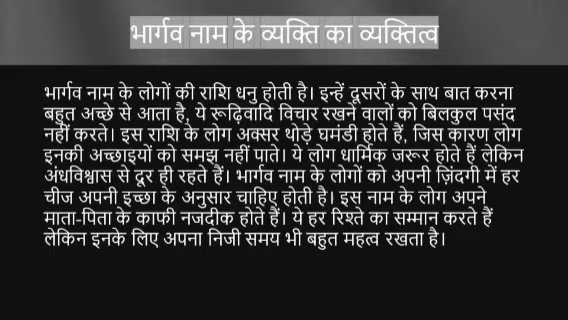 भार्गव नाम के व्यक्ति का व्यक्तित्व
भार्गव नाम के लोगों की राशि धनु होती है। इन्हें दूसरों के साथ बात करना
बहुत अच्छे से आता है, ये रूढ़िवादि विचार रखने वालों को बिलकुल पसंद
नहीं करते। इस राशि के लोग अक्सर थोड़े घमंडी होते हैं, जिस कारण लोग
इनकी अच्छाइयों को समझ नहीं पाते। ये लोग धार्मिक जरूर होते हैं लेकिन
अंधविश्वास से दूर ही रहते हैं। भार्गव नाम के लोगों को अपनी ज़िंदगी में हर
चीज अपनी इच्छा के अनुसार चाहिए होती है। इस नाम के लोग अपने
माता-पिता के काफी नजदीक होते हैं। ये हर रिश्ते का सम्मान करते हैं
लेकिन इनके लिए अपना निजी समय भी बहुत महत्व रखता है।